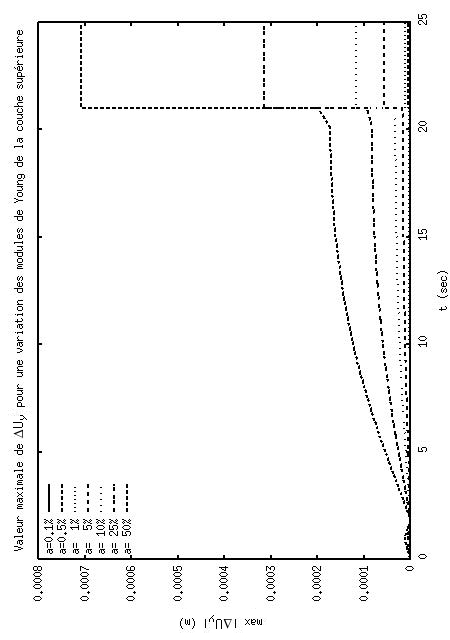 Valeur maximale de ΔUy pour une variation des modules de Young de la couche supérieure
a=0.1%
a=0.5%
a= 1%
a= 5%
a= 10%
a= 25%
a= 50%
0.0008
0.0007
0.0006
0.0005
0.0004
0.0003
0.0002
0.0001
0
max |ΔUy| (m)
0
5
10
15
20
25
t (sec)